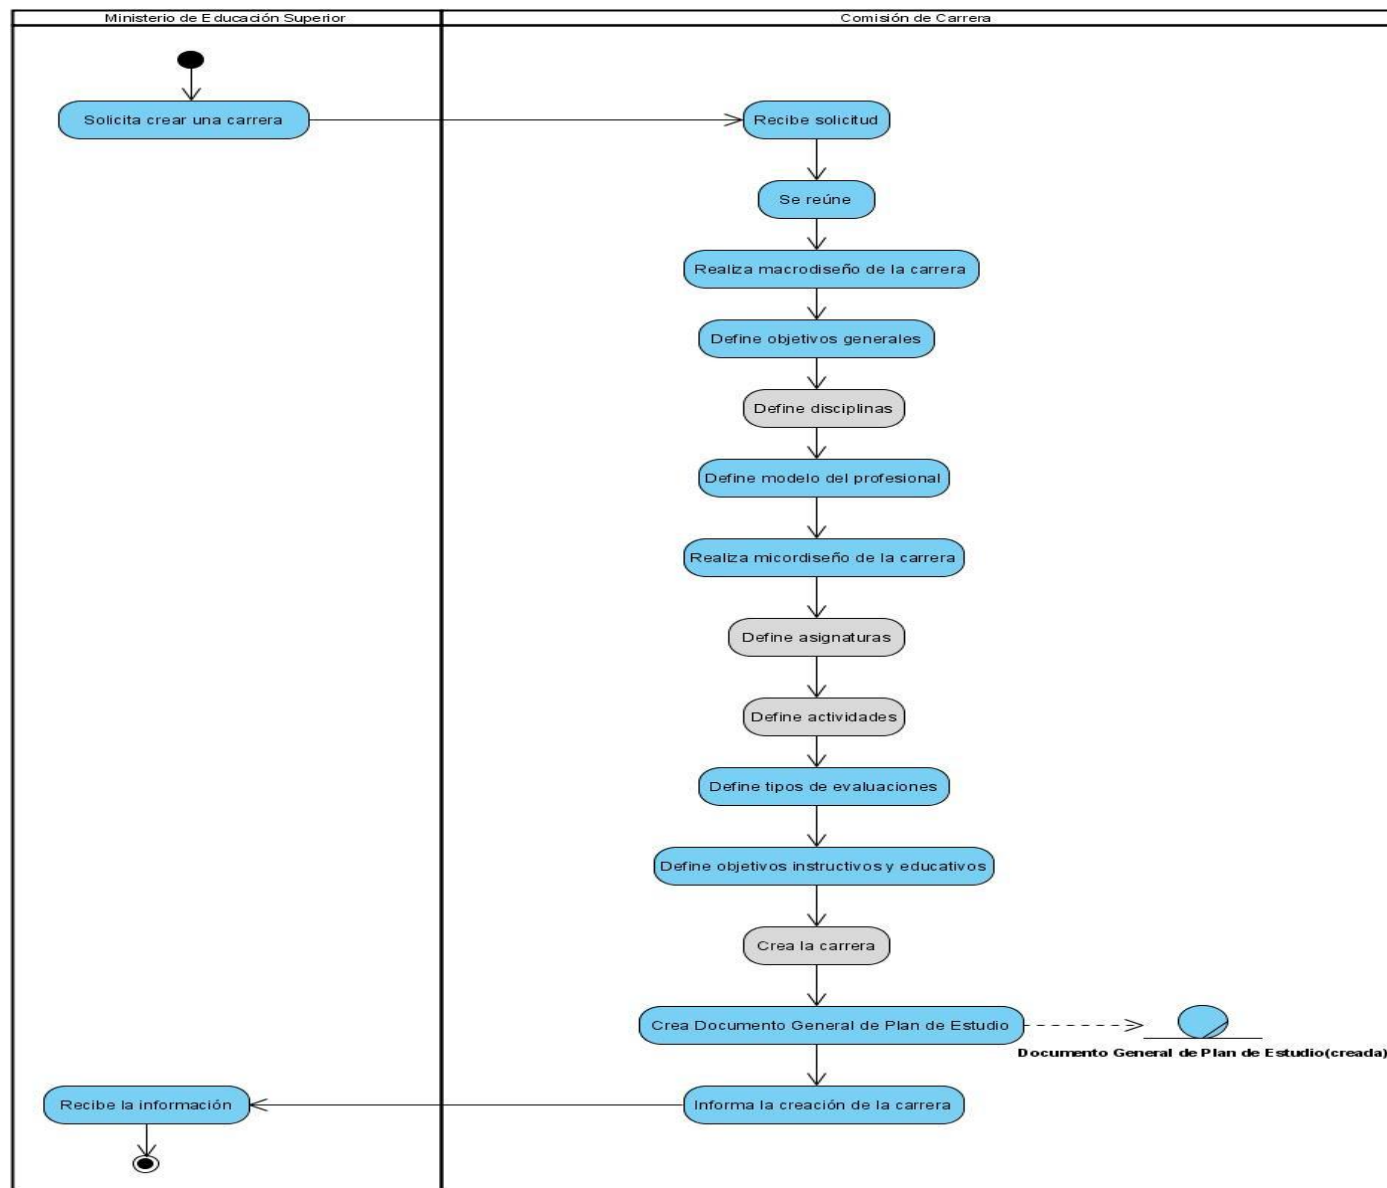 Ministerio de Educación Superior
Comisión de Carrera
Solicita crear una carrera
Recibe solicitud
Se reúne
Realiza macrodiseño de la carrera
Define objetivos generales
Define disciplinas
Define modelo del profesional
Realiza micordiseño de la carrera
Define asignaturas
Define actividades
Define tipos de evaluaciones
Define objetivos instructivos y educativos
Crea la carrera
Crea Documento General de Plan de Estudio
Documento General de Plan de Estudio(creada)
Recibe la información
Informa la creación de la carrera